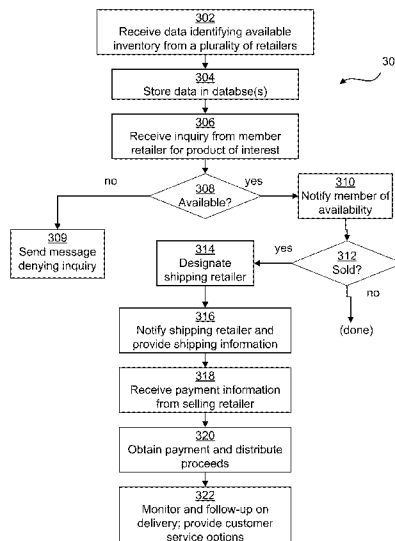 302
Receive data identifying available
inventory from a plurality of retailers
30
304
Store data in databse(s)
306
Receive inquiry from member
retailer for product of interest
no
308
Available?
yes
310
Notify member of
availability
309
Send message
denying inquiry
314
Designate
shipping retailer
yes
312
Sold?
no
(done)
316
Notify shipping retailer and
provide shipping information
318
Receive payment information
from selling retailer
320
Obtain payment and distribute
proceeds
322
Monitor and follow-up on
delivery; provide customer
service options